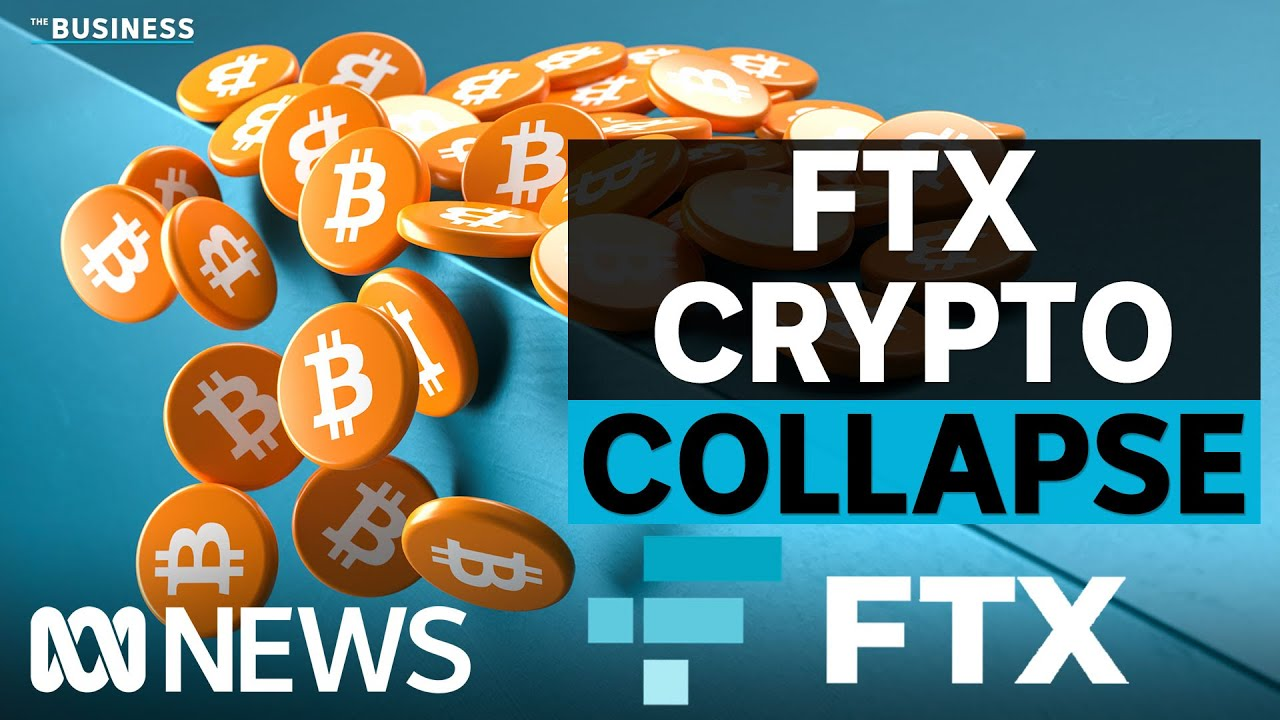 THE BUSINESS
FTX
CRYPTO
COLLAPSE
NEWS
FTX